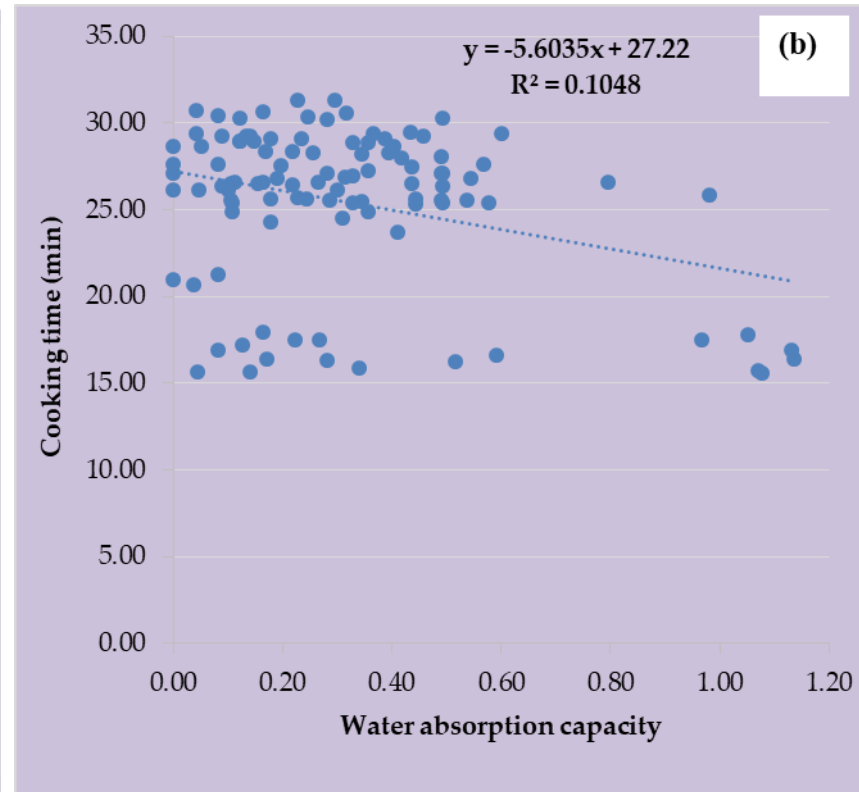 (b)
y = -5.6035x + 27.22
R² = 0.1048
35.00
30.00
25.00
20.00
15.00
10.00
5.00
0.00
Cooking time (min)
0.00 0.20 0.40 0.60 0.80 1.00 1.20
Water absorption capacity